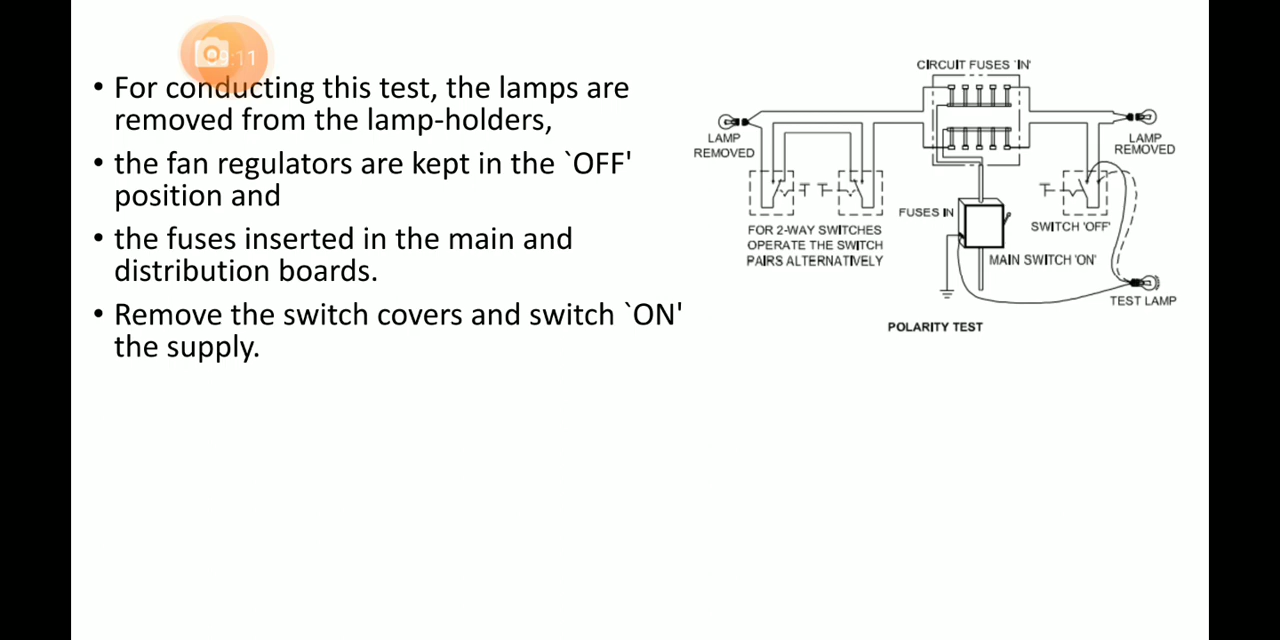 • For conducting this test, the lamps are
removed from the lamp-holders,
• the fan regulators are kept in the `OFF'
position and
• the fuses inserted in the main and
distribution boards.
• Remove the switch covers and switch `ON'
the supply.
CIRCUIT FUSES 'IN'
LAMP
REMOVED
LAMP
REMOVED
FUSES IN
SWITCH 'OFF'
FOR 2-WAY SWITCHES
OPERATE THE SWITCH
PAIRS ALTERNATIVELY
MAIN SWITCH 'ON'
TEST LAMP
POLARITY TEST